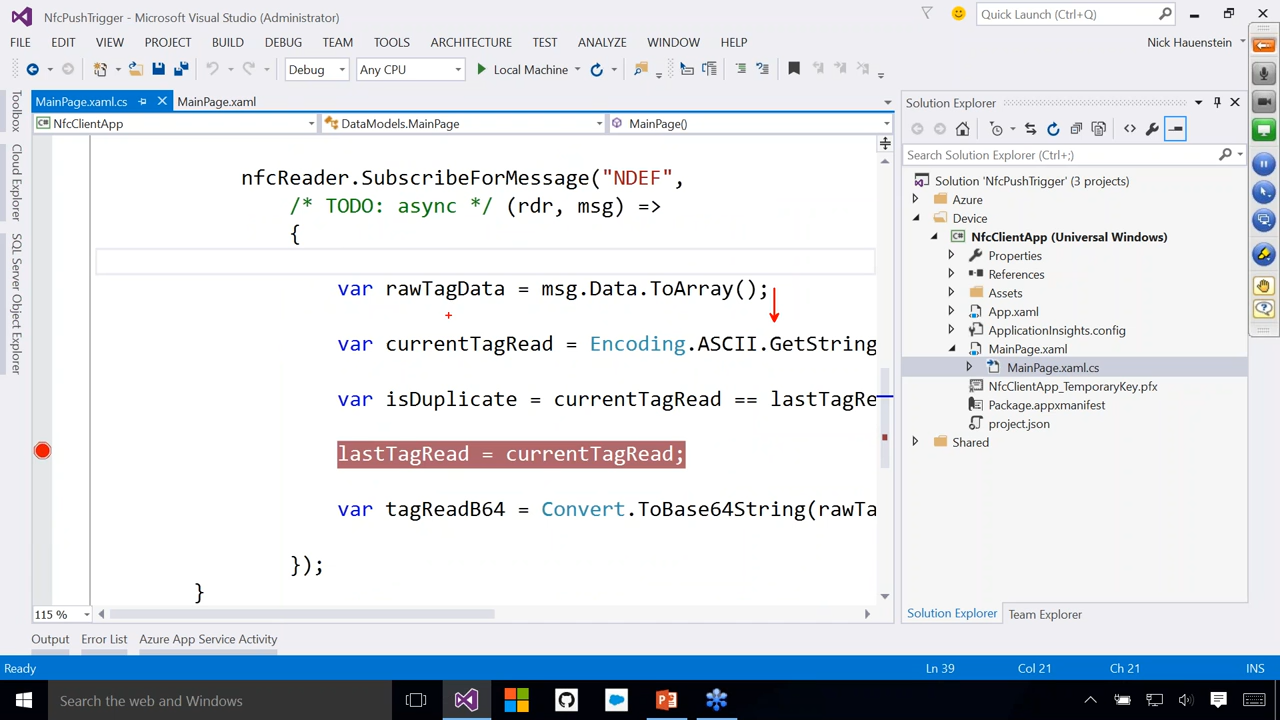 NfcPushTrigger - Microsoft Visual Studio (Administrator)
Quick Launch (Ctrl+Q)
FILE EDIT VIEW PROJECT BUILD DEBUG TEAM TOOLS ARCHITECTURE TEST ANALYZE WINDOW HELP
Nick Hauenstein
Debug Any CPU Local Machine
MainPage.xaml.cs MainPage.xaml
NfcClientApp DataModels.MainPage MainPage()
Toolbox
Cloud Explorer
SQL Server Object Explorer
nfcReader.SubscribeForMessage("NDEF",
/* TODO: async */ (rdr, msg) =>
{
var rawTagData = msg.Data.ToArray();
var currentTagRead = Encoding.ASCII.GetString
var isDuplicate = currentTagRead == lastTagRe
lastTagRead = currentTagRead;
var tagReadB64 = Convert.ToBase64String(rawTa
});
}
115 %
Solution Explorer
Search Solution Explorer (Ctrl+;)
Solution 'NfcPushTrigger' (3 projects)
Azure
Device
NfcClientApp (Universal Windows)
Properties
References
Assets
App.xaml
ApplicationInsights.config
MainPage.xaml
MainPage.xaml.cs
NfcClientApp_TemporaryKey.pfx
Package.appxmanifest
project.json
Shared
Solution Explorer Team Explorer
Output Error List Azure App Service Activity
Ready Ln 39 Col 21 Ch 21 INS
Search the web and Windows